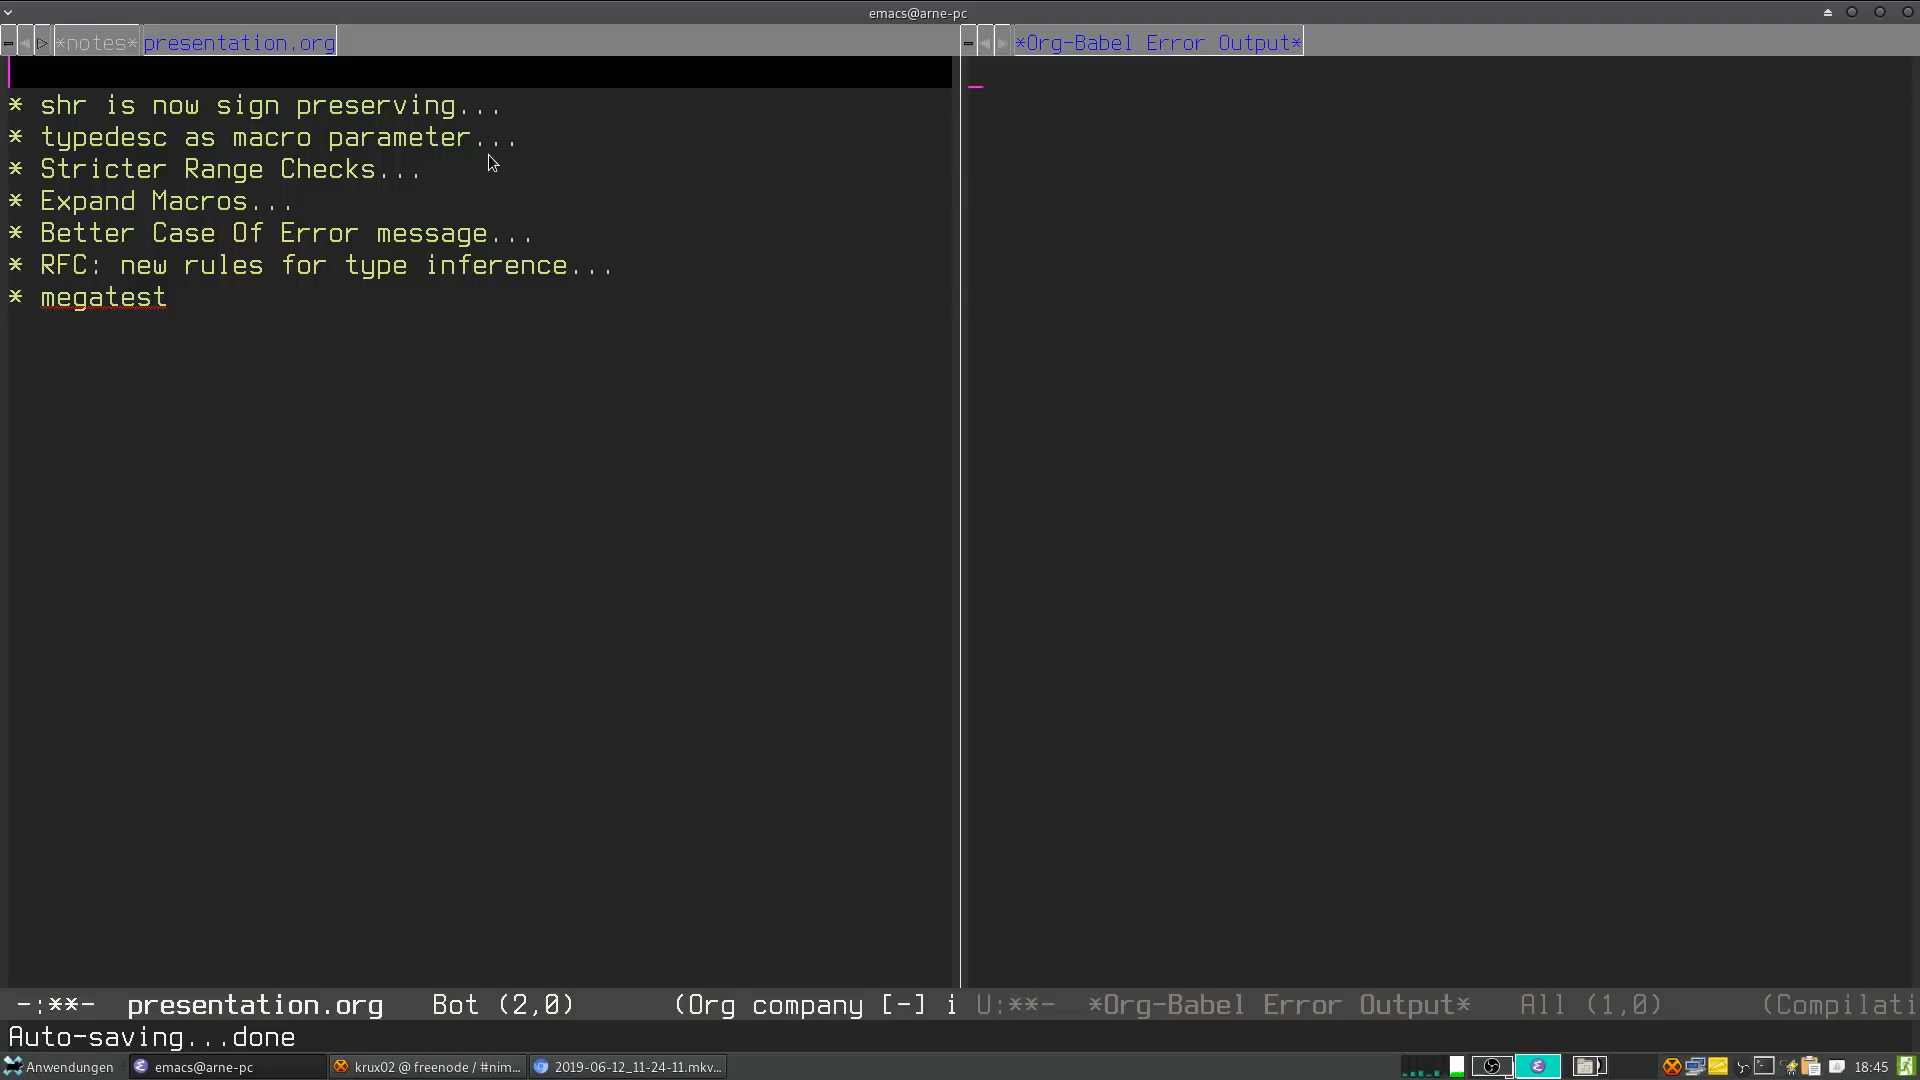 emacs@arne-pc
*notes* presentation.org
*Org-Babel Error Output*
* shr is now sign preserving...
* typedesc as macro parameter...
* Stricter Range Checks...
* Expand Macros...
* Better Case Of Error message...
* RFC: new rules for type inference...
* megatest
-:**- presentation.org Bot (2,0) (Org company [-] i
U:**- *Org-Babel Error Output* All (1,0) (Compilati
Auto-saving...done
Anwendungen
emacs@arne-pc
krux02 @ freenode / #nim...
2019-06-12_11-24-11.mkv...
18:45